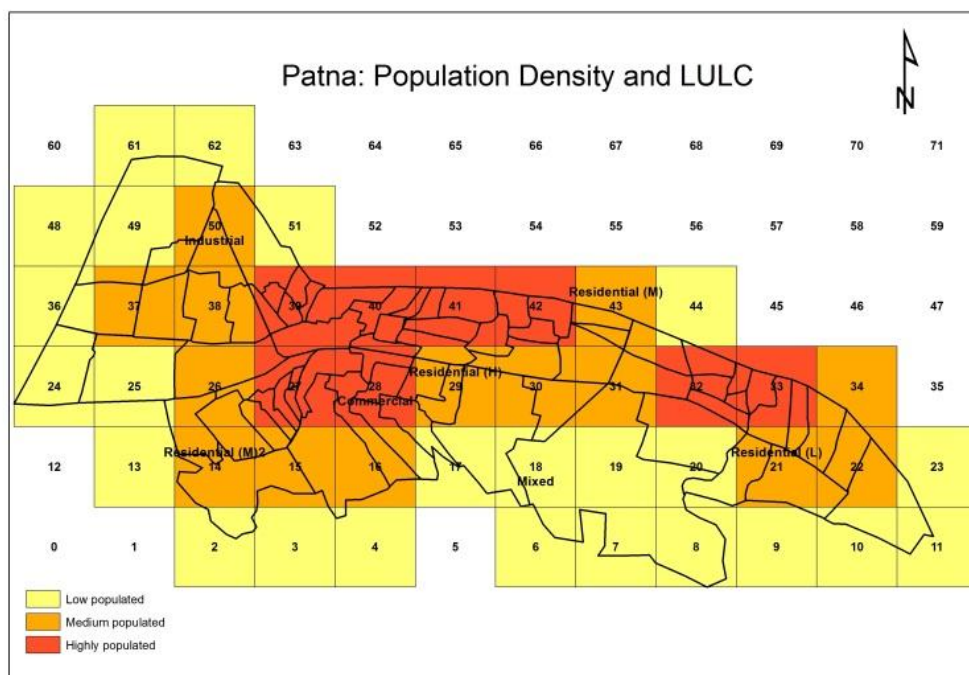 Patna: Population Density and LULC
N
60 61 62 63 64 65 66 67 68 69 70 71
48 49 50 51 52 53 54 55 56 57 58 59
Industrial
Residential (M)
36 37 38 39 40 41 42 43 44 45 46 47
Residential (H)
24 25 26 27 28 29 30 31 32 33 34 35
Commercial
Residential (M)2 Residential (L)
12 13 14 15 16 17 18 19 20 21 22 23
Mixed
0 1 2 3 4 5 6 7 8 9 10 11
Low populated
Medium populated
Highly populated